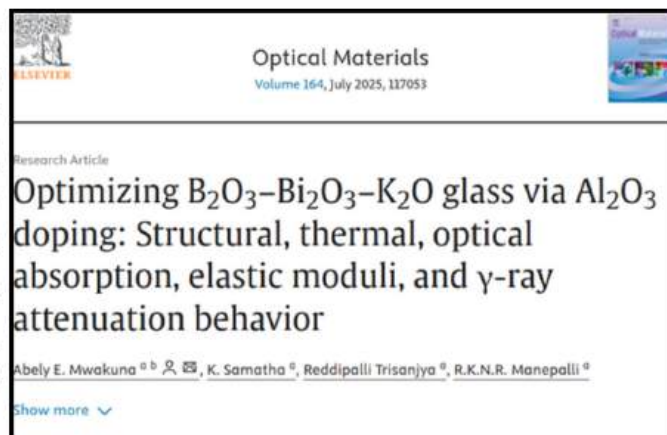 ELSEVIER
Optical Materials
Volume 164, July 2025, 117053
Research Article
Optimizing B₂O₃–Bi₂O₃–K₂O glass via Al₂O₃
doping: Structural, thermal, optical
absorption, elastic moduli, and γ-ray
attenuation behavior
Abely E. Mwakuna ᵃ ᵇ, K. Samatha ᵃ, Reddipalli Trisanjya ᵃ, R.K.N.R. Manepalli ᵃ
Show more